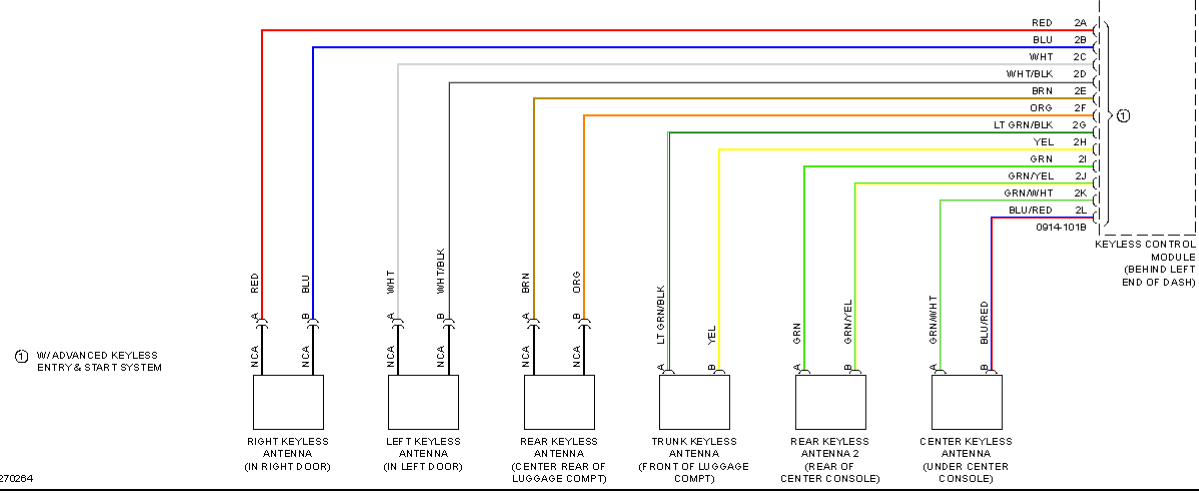 RED 2A
BLU 2B
WHT 2C
WHT/BLK 2D
BRN 2E
ORG 2F
LT GRN/BLK 2G
YEL 2H
GRN 2I
GRN/YEL 2J
GRN/WHT 2K
BLU/RED 2L
0914-101B
1
KEYLESS CONTROL
MODULE
(BEHIND LEFT
END OF DASH)
RED
BLU
WHT
WHT/BLK
BRN
ORG
LT GRN/BLK
YEL
GRN
GRN/YEL
GRN/WHT
BLU/RED
A
B
A
B
A
B
A
B
A
B
A
B
NCA
NCA
NCA
NCA
NCA
NCA
1 W/ ADVANCED KEYLESS
ENTRY & START SYSTEM
RIGHT KEYLESS
ANTENNA
(IN RIGHT DOOR)
LEFT KEYLESS
ANTENNA
(IN LEFT DOOR)
REAR KEYLESS
ANTENNA
(CENTER REAR OF
LUGGAGE COMPT)
TRUNK KEYLESS
ANTENNA
(FRONT OF LUGGAGE
COMPT)
REAR KEYLESS
ANTENNA 2
(REAR OF
CENTER CONSOLE)
CENTER KEYLESS
ANTENNA
(UNDER CENTER
CONSOLE)
270264